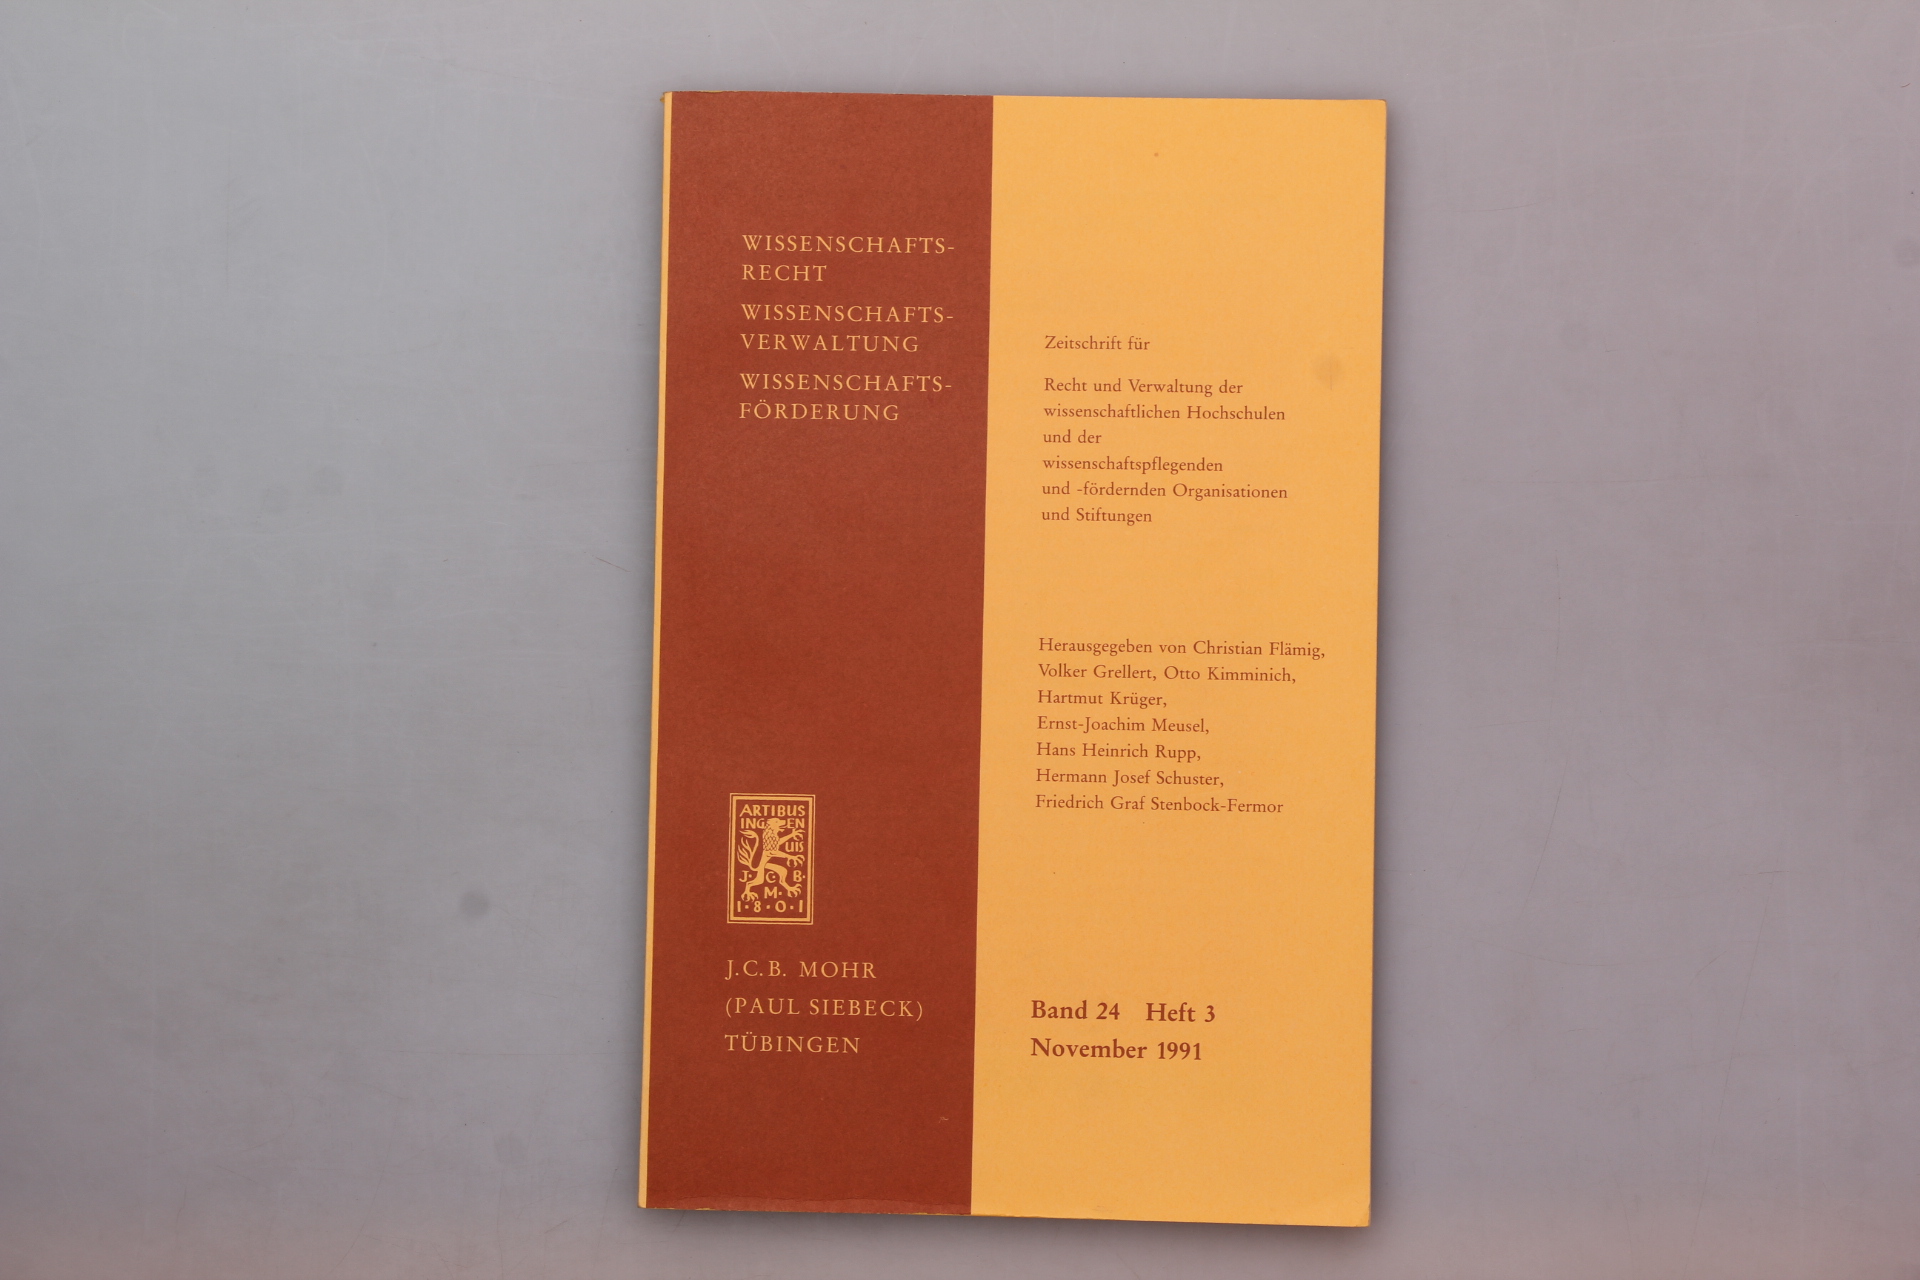 WISSENSCHAFTS-
RECHT
WISSENSCHAFTS-
VERWALTUNG
WISSENSCHAFTS-
FÖRDERUNG
ARTIBUS
INGEN
UIS
J·C·B·
M·
1·8·0·1
J.C.B. MOHR
(PAUL SIEBECK)
TÜBINGEN
Zeitschrift für
Recht und Verwaltung der
wissenschaftlichen Hochschulen
und der
wissenschaftspflegenden
und -fördernden Organisationen
und Stiftungen
Herausgegeben von Christian Flämig,
Volker Grellert, Otto Kimminich,
Hartmut Krüger,
Ernst-Joachim Meusel,
Hans Heinrich Rupp,
Hermann Josef Schuster,
Friedrich Graf Stenbock-Fermor
Band 24 Heft 3
November 1991